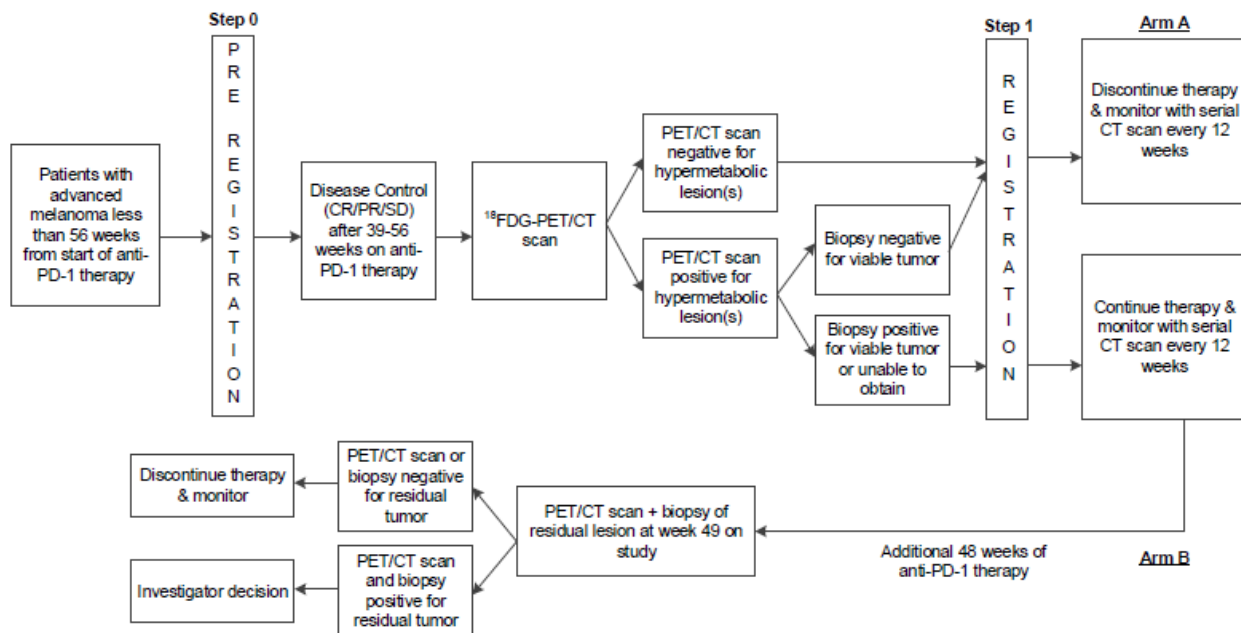 Step 0
P
R
E
R
E
G
I
S
T
R
A
T
I
O
N
Step 1
R
E
G
I
S
T
R
A
T
I
O
N
Arm A
Patients with
advanced
melanoma less
than 56 weeks
from start of anti-
PD-1 therapy
Disease Control
(CR/PR/SD)
after 39-56
weeks on anti-
PD-1 therapy
¹⁸FDG-PET/CT
scan
PET/CT scan
negative for
hypermetabolic
lesion(s)
PET/CT scan
positive for
hypermetabolic
lesion(s)
Biopsy negative
for viable tumor
Biopsy positive
for viable tumor
or unable to
obtain
Discontinue therapy
& monitor with serial
CT scan every 12
weeks
Continue therapy &
monitor with serial
CT scan every 12
weeks
Arm B
Additional 48 weeks of
anti-PD-1 therapy
PET/CT scan + biopsy of
residual lesion at week 49 on
study
PET/CT scan or
biopsy negative
for residual
tumor
Discontinue therapy
& monitor
PET/CT scan
and biopsy
positive for
residual tumor
Investigator decision